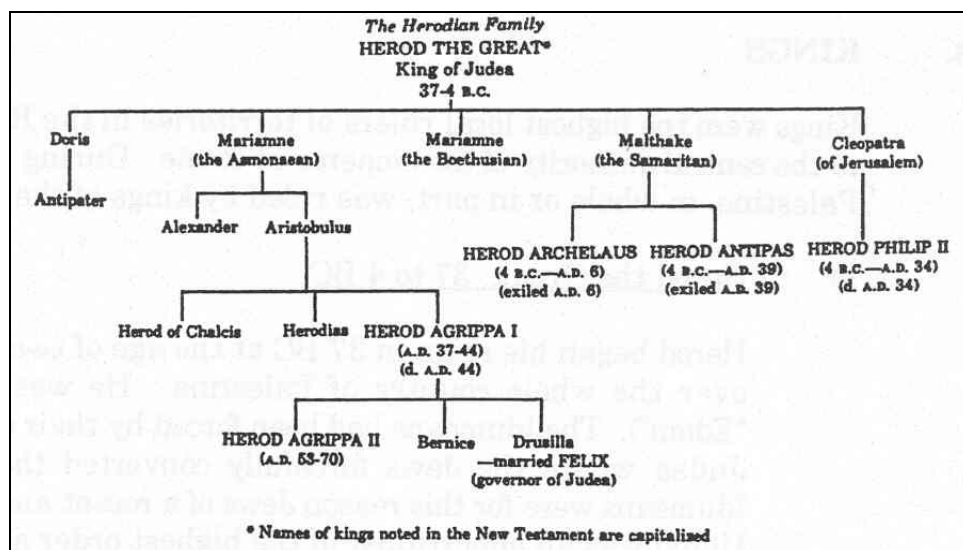 The Herodian Family
HEROD THE GREAT*
King of Judea
37-4 B.C.
Doris
Mariamne
(the Asmonaean)
Mariamne
(the Boethusian)
Malthake
(the Samaritan)
Cleopatra
(of Jerusalem)
Antipater
Alexander
Aristobulus
HEROD ARCHELAUS
(4 B.C.—A.D. 6)
(exiled A.D. 6)
HEROD ANTIPAS
(4 B.C.—A.D. 39)
(exiled A.D. 39)
HEROD PHILIP II
(4 B.C.—A.D. 34)
(d. A.D. 34)
Herod of Chalcis
Herodias
HEROD AGRIPPA I
(A.D. 37-44)
(d. A.D. 44)
HEROD AGRIPPA II
(A.D. 53-70)
Bernice
Drusilla
—married FELIX
(governor of Judea)
* Names of kings noted in the New Testament are capitalized